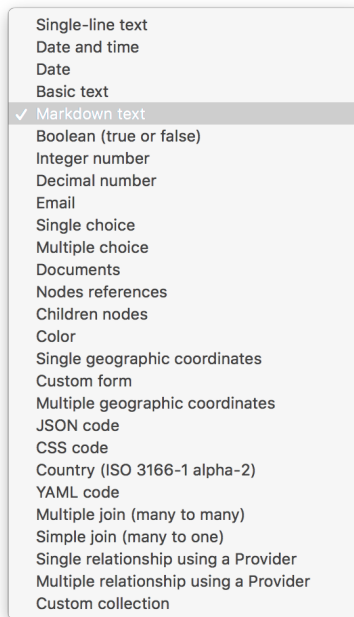 Single-line text
Date and time
Date
Basic text
Markdown text
Boolean (true or false)
Integer number
Decimal number
Email
Single choice
Multiple choice
Documents
Nodes references
Children nodes
Color
Single geographic coordinates
Custom form
Multiple geographic coordinates
JSON code
CSS code
Country (ISO 3166-1 alpha-2)
YAML code
Multiple join (many to many)
Simple join (many to one)
Single relationship using a Provider
Multiple relationship using a Provider
Custom collection